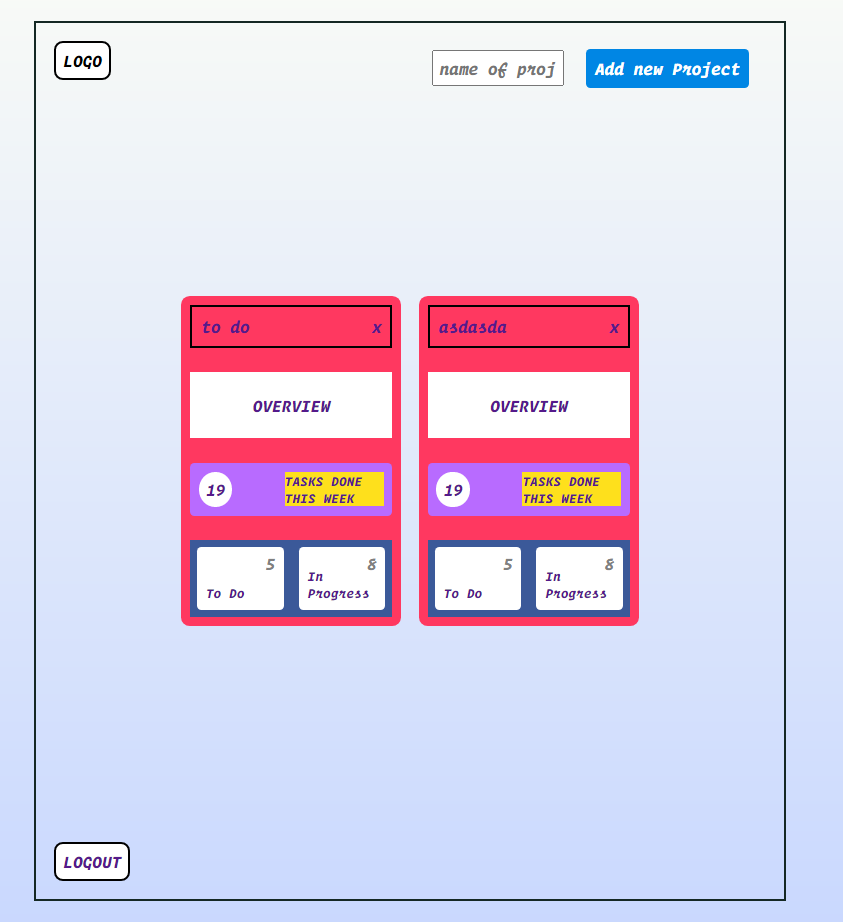 LOGO
name of proj
Add new Project
to do x
OVERVIEW
19
TASKS DONE
THIS WEEK
5
To Do
8
In
Progress
asdasda x
OVERVIEW
19
TASKS DONE
THIS WEEK
5
To Do
8
In
Progress
LOGOUT